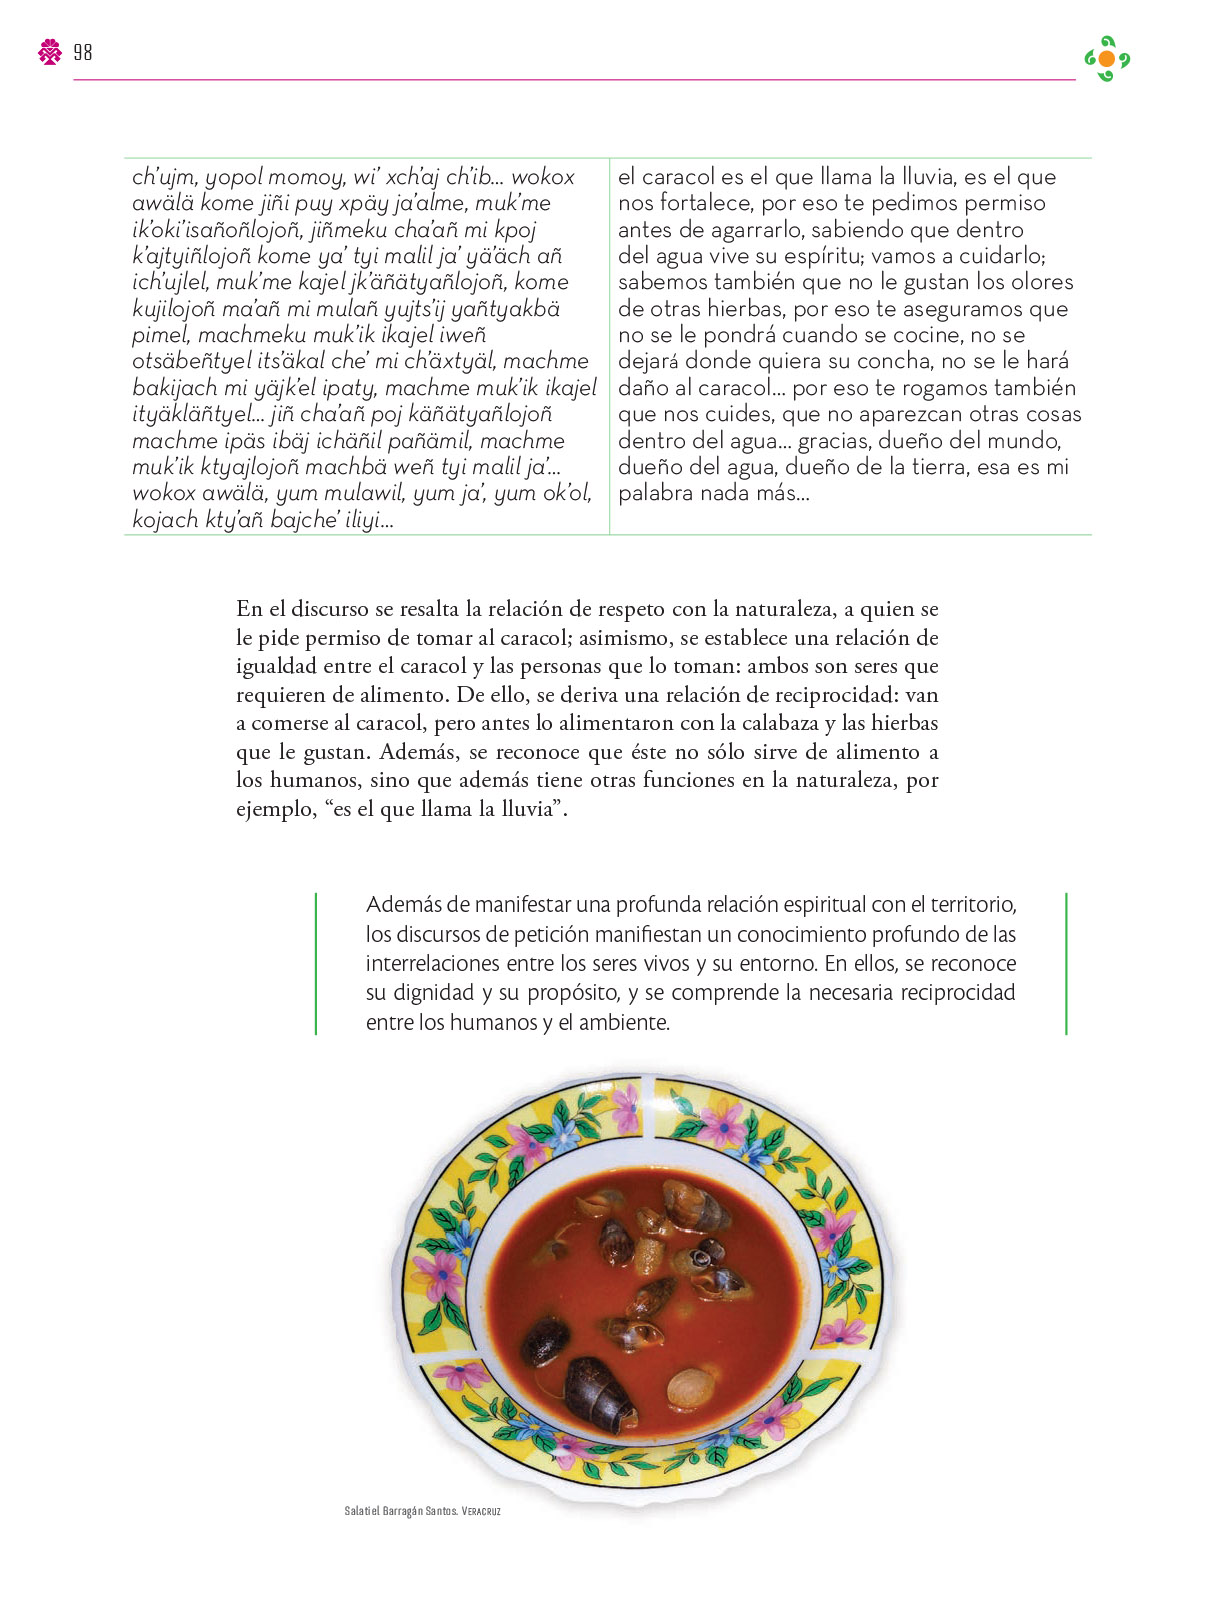 98
ch’ujm, yopol momoy, wi’ xch’aj ch’ib... wokox
awälä kome jiñi puy xpäy ja’alme, muk’me
ik’oki’isañoñlojoñ, jiñmeku cha’añ mi kpoj
k’ajtyiñlojoñ kome ya’ tyi malil ja’ yä’äch añ
ich’ujlel, muk’me kajel jk’äñätyañlojoñ, kome
kujilojoñ ma’añ mi mulañ yujts’ij yañtyakbä
pimel, machmeku muk’ik ikajel iweñ
otsäbeñtyel its’äkal che’ mi ch’äxtyäl, machme
bakijach mi yäjk’el ipaty, machme muk’ik ikajel
ityäkläñtyel... jiñ cha’añ poj käñätyañlojoñ
machme ipäs ibäj ichäñil pañämil, machme
muk’ik ktyajlojoñ machbä weñ tyi malil ja’...
wokox awälä, yum mulawil, yum ja’, yum ok’ol,
kojach kty’añ bajche’ iliyi...
el caracol es el que llama la lluvia, es el que
nos fortalece, por eso te pedimos permiso
antes de agarrarlo, sabiendo que dentro
del agua vive su espíritu; vamos a cuidarlo;
sabemos también que no le gustan los olores
de otras hierbas, por eso te aseguramos que
no se le pondrá cuando se cocine, no se
dejará donde quiera su concha, no se le hará
daño al caracol... por eso te rogamos también
que nos cuides, que no aparezcan otras cosas
dentro del agua... gracias, dueño del mundo,
dueño del agua, dueño de la tierra, esa es mi
palabra nada más...
En el discurso se resalta la relación de respeto con la naturaleza, a quien se
le pide permiso de tomar al caracol; asimismo, se establece una relación de
igualdad entre el caracol y las personas que lo toman: ambos son seres que
requieren de alimento. De ello, se deriva una relación de reciprocidad: van
a comerse al caracol, pero antes lo alimentaron con la calabaza y las hierbas
que le gustan. Además, se reconoce que éste no sólo sirve de alimento a
los humanos, sino que además tiene otras funciones en la naturaleza, por
ejemplo, “es el que llama la lluvia”.
Además de manifestar una profunda relación espiritual con el territorio,
los discursos de petición manifiestan un conocimiento profundo de las
interrelaciones entre los seres vivos y su entorno. En ellos, se reconoce
su dignidad y su propósito, y se comprende la necesaria reciprocidad
entre los humanos y el ambiente.
Salatiel Barragán Santos. VERACRUZ